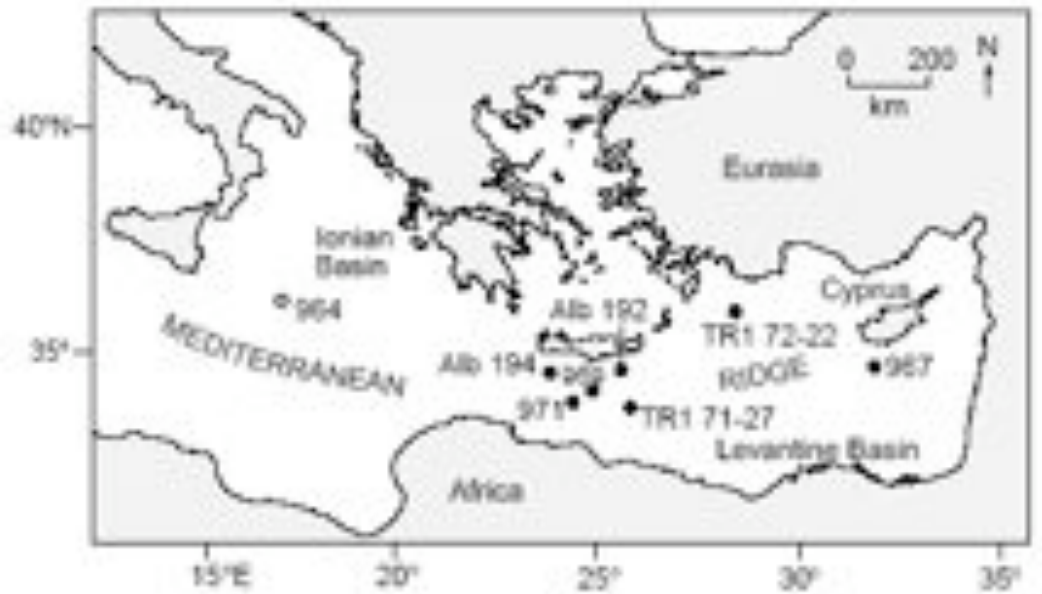 0 200
km
N
40°N
Eurasia
Ionian
Basin
964
Cyprus
Alb 192
TR1 72-22
35°
MEDITERRANEAN
RIDGE
Alb 194
967
971
TR1 71-27
Levantine Basin
Africa
15°E
20°
25°
30°
35°